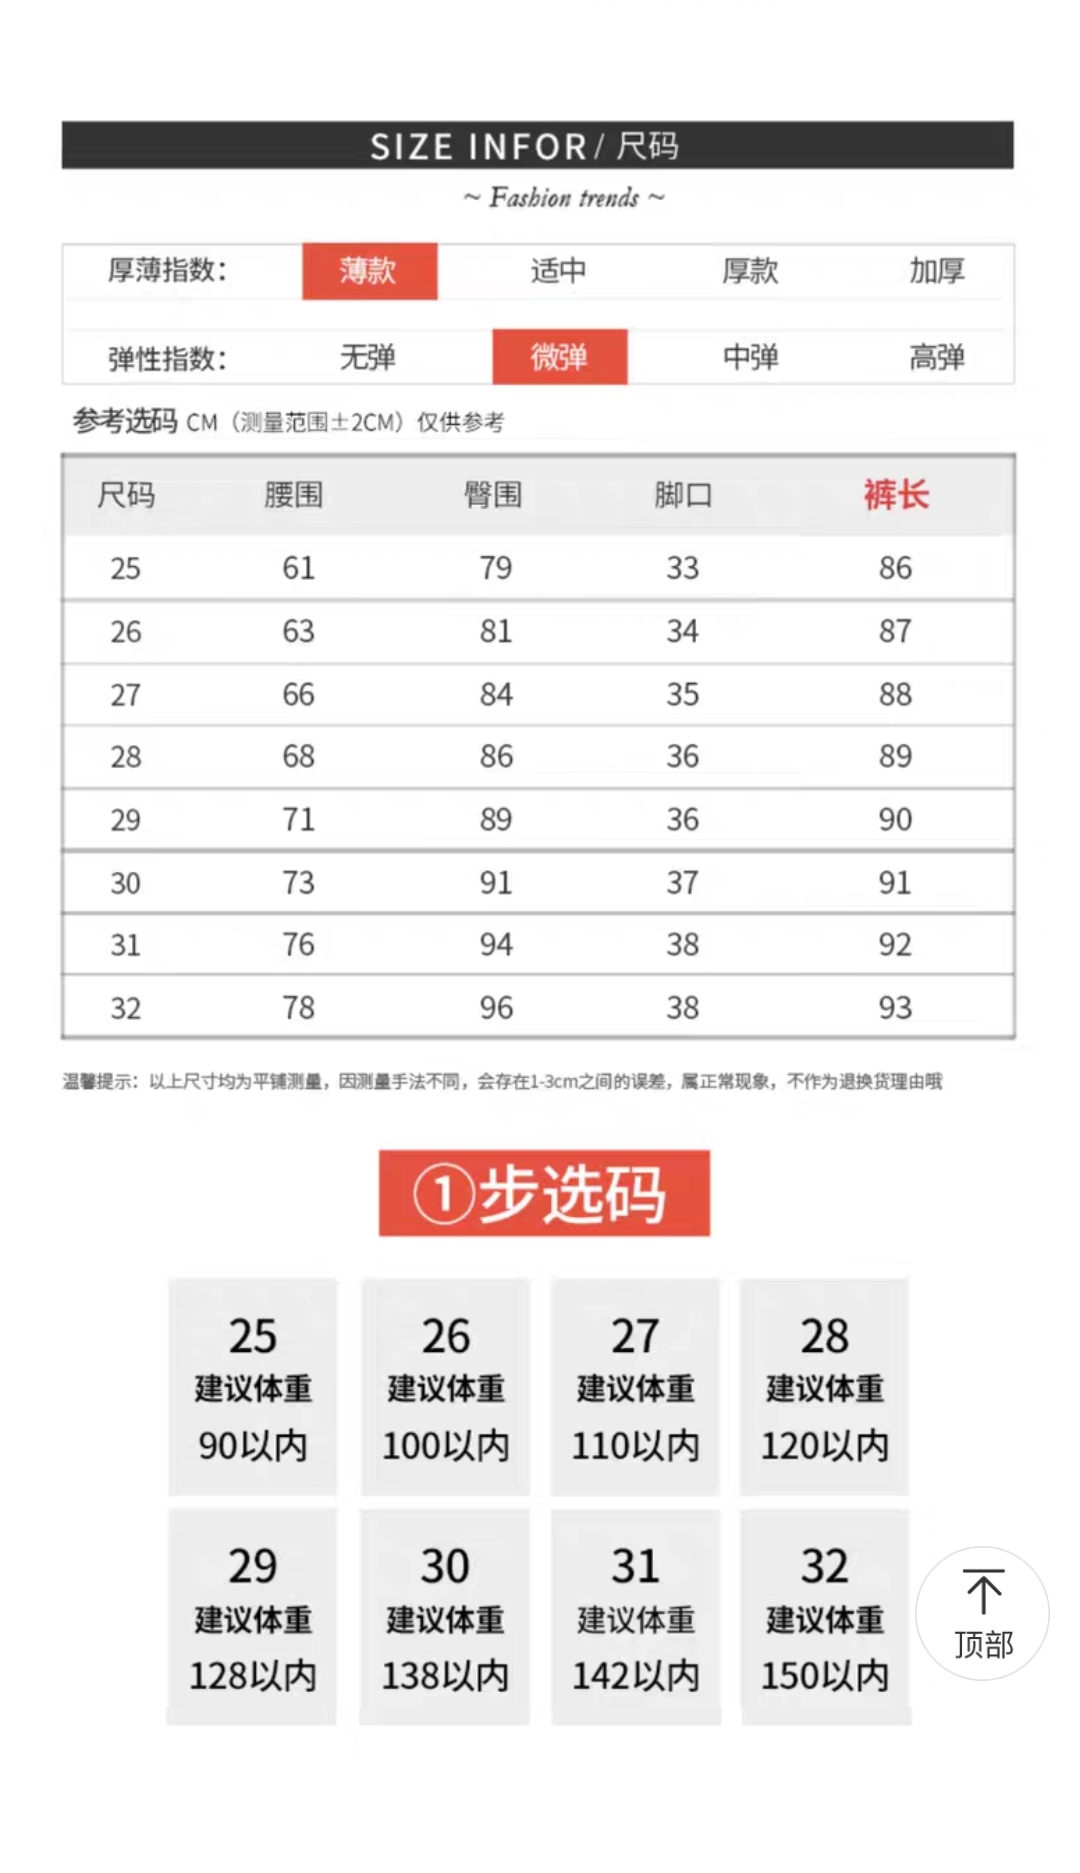 SIZE INFOR/ 尺码
~ Fashion trends ~
厚薄指数： 薄款 适中 厚款 加厚
弹性指数： 无弹 微弹 中弹 高弹
参考选码 CM（测量范围±2CM）仅供参考
尺码 腰围 臀围 脚口 裤长
25 61 79 33 86
26 63 81 34 87
27 66 84 35 88
28 68 86 36 89
29 71 89 36 90
30 73 91 37 91
31 76 94 38 92
32 78 96 38 93
温馨提示：以上尺寸均为平铺测量，因测量手法不同，会存在1-3cm之间的误差，属正常现象，不作为退换货理由哦
①步选码
25 26 27 28
建议体重 建议体重 建议体重 建议体重
90以内 100以内 110以内 120以内
29 30 31 32
建议体重 建议体重 建议体重 建议体重
128以内 138以内 142以内 150以内
顶部